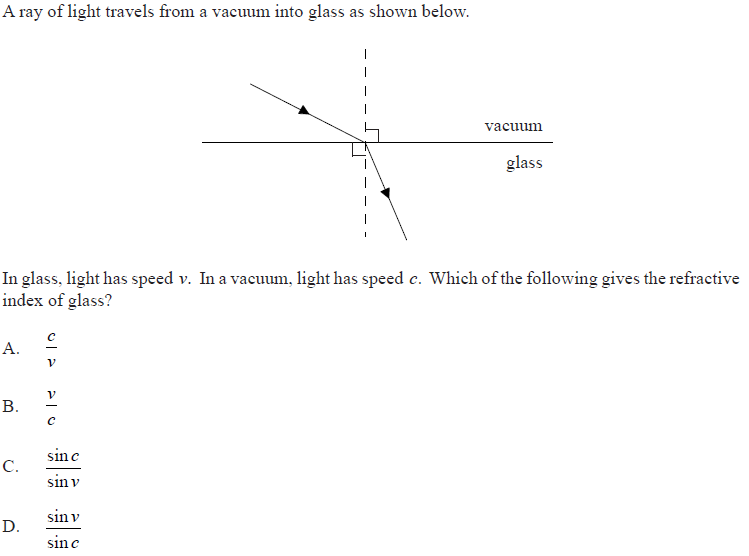 A ray of light travels from a vacuum into glass as shown below.
vacuum
glass
In glass, light has speed v. In a vacuum, light has speed c. Which of the following gives the refractive
index of glass?
A. c/v
B. v/c
C. sin c/sin v
D. sin v/sin c